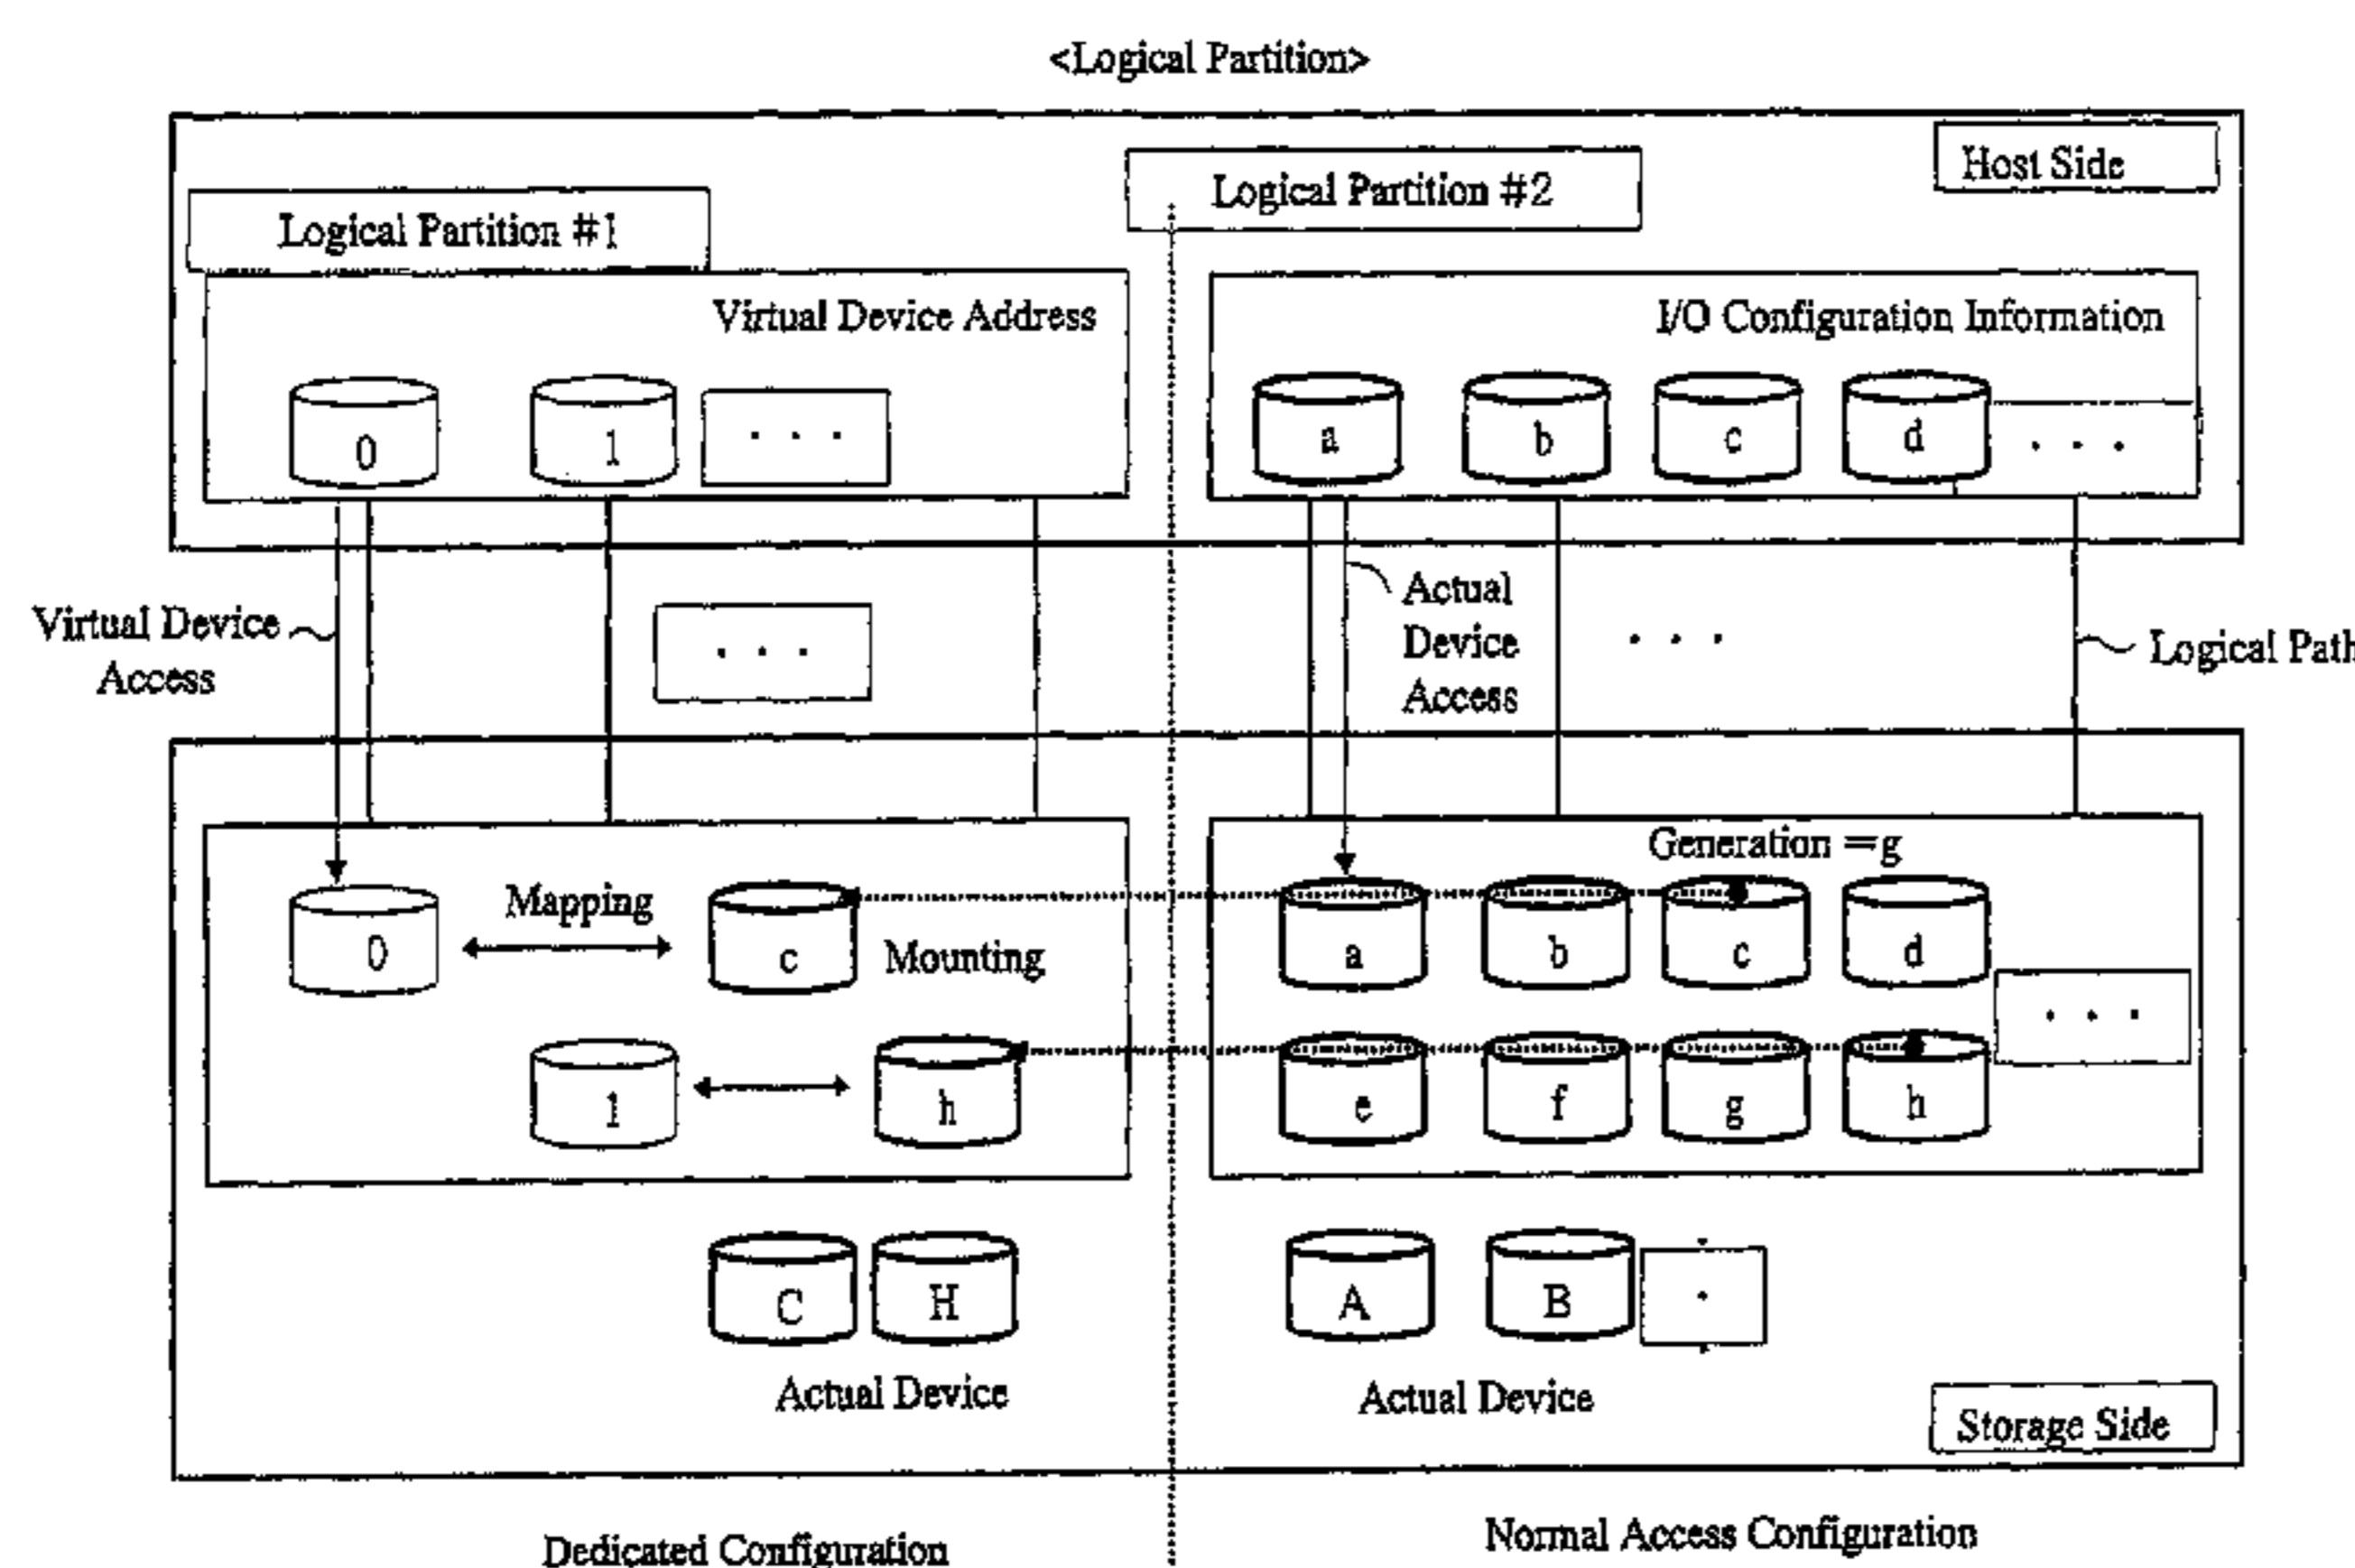 <Logical Partition>
Host Side
Logical Partition #2
Logical Partition #1
Virtual Device Address
I/O Configuration Information
0
1
. . .
a
b
c
d
. . .
Virtual Device
Access
. . .
Actual
Device
Access
. . .
Logical Path
Generation =g
Mapping
Mounting
0
c
a
b
c
d
. . .
1
h
e
f
g
h
C
H
A
B
Actual Device
Actual Device
Storage Side
Dedicated Configuration
Normal Access Configuration